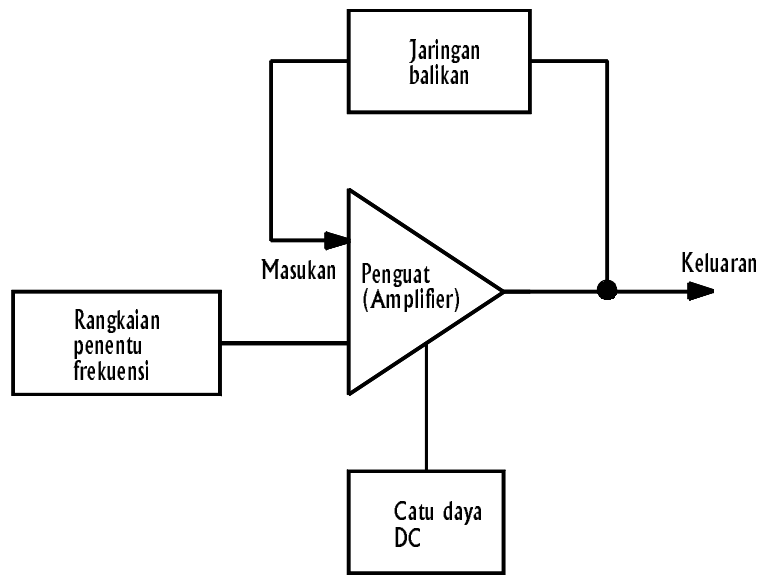 Jaringan
balikan
Masukan
Penguat
(Amplifier)
Keluaran
Rangkaian
penentu
frekuensi
Catu daya
DC